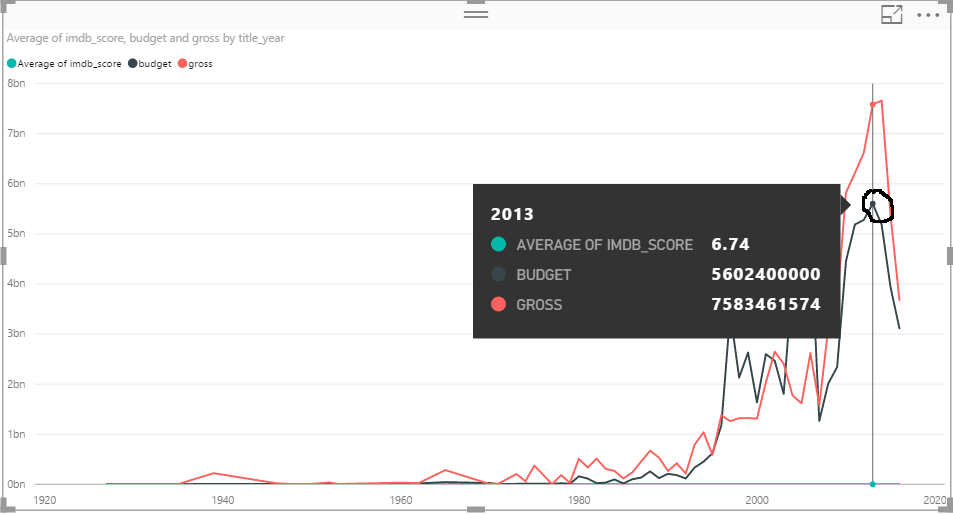 Average of imdb_score, budget and gross by title_year
Average of imdb_score budget gross
8bn
7bn
6bn
5bn
4bn
3bn
2bn
1bn
0bn
2013
AVERAGE OF IMDB_SCORE 6.74
BUDGET 5602400000
GROSS 7583461574
1920 1940 1960 1980 2000 2020